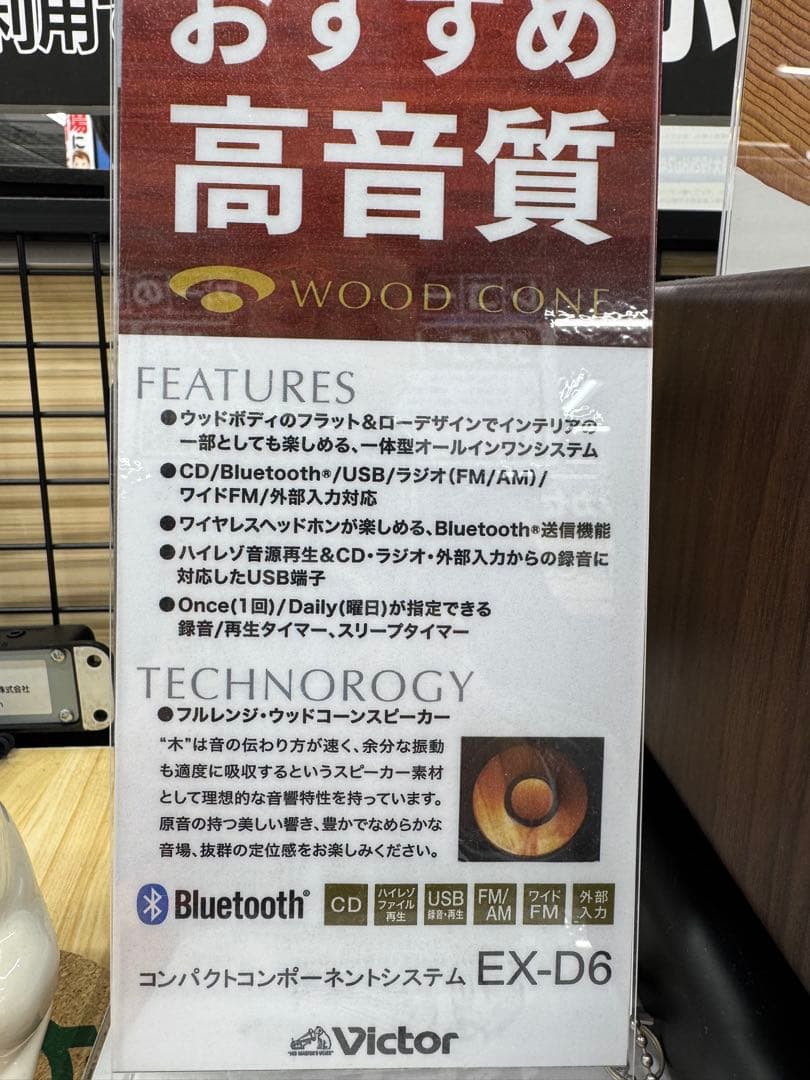 おすすめ
高音質
WOOD CONE
FEATURES
●ウッドボディのフラット&ローデザインでインテリアの
一部としても楽しめる、一体型オールインワンシステム
●CD/Bluetooth®/USB/ラジオ(FM/AM)/
ワイドFM/外部入力対応
●ワイヤレスヘッドホンが楽しめる、Bluetooth®送信機能
●ハイレゾ音源再生&CD・ラジオ・外部入力からの録音に
対応したUSB端子
●Once(1回)/Daily(曜日)が指定できる
録音/再生タイマー、スリープタイマー
TECHNOROGY
●フルレンジ・ウッドコーンスピーカー
“木”は音の伝わり方が速く、余分な振動
も適度に吸収するというスピーカー素材
として理想的な音響特性を持っています。
原音の持つ美しい響き、豊かでなめらかな
音場、抜群の定位感をお楽しみください。
Bluetooth®
CD
ハイレゾ
ファイル
再生
USB
録音・再生
FM/
AM
ワイド
FM
外部
入力
コンパクトコンポーネントシステム EX-D6
"HIS MASTER'S VOICE"
Victor
利用
株式会社